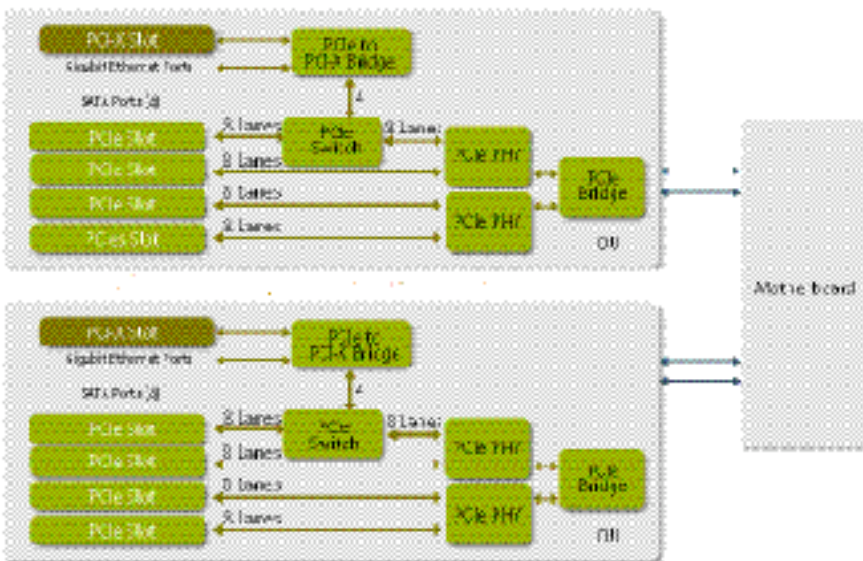 PCI-X Slot
PCIe to
PCI-X Bridge
Gigabit Ethernet Ports
SATA Ports (4)
4
8 Lanes
PCIe Slot
PCIe
Switch
8 Lanes
PCIe PHY
8 Lanes
PCIe Slot
PCIe
Bridge
8 Lanes
PCIe Slot
PCIe PHY
8 Lanes
PCIe Slot
Motherboard
PCI-X Slot
PCIe to
PCI-X Bridge
Gigabit Ethernet Ports
SATA Ports (4)
4
8 Lanes
PCIe Slot
PCIe
Switch
8 Lanes
PCIe PHY
8 Lanes
PCIe Slot
PCIe
Bridge
8 Lanes
PCIe Slot
PCIe PHY
8 Lanes
PCIe Slot